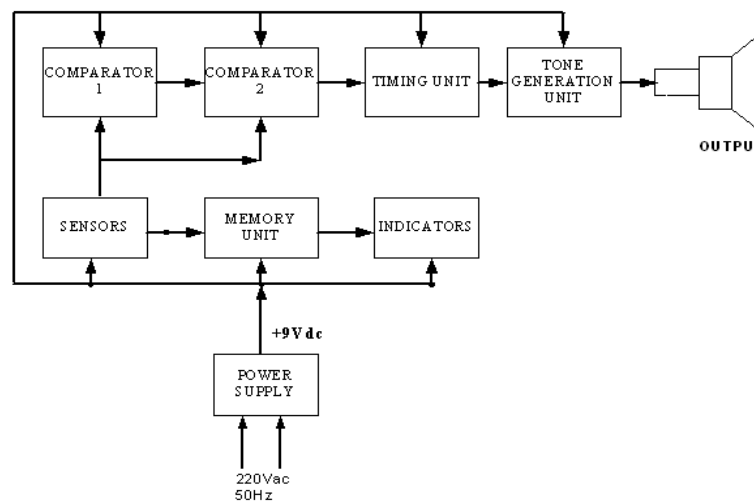 COMPARATOR
1
COMPARATOR
2
TIMING UNIT
TONE
GENERATION
UNIT
OUTPU
SENSORS
MEMORY
UNIT
INDICATORS
+9Vdc
POWER
SUPPLY
220Vac
50Hz